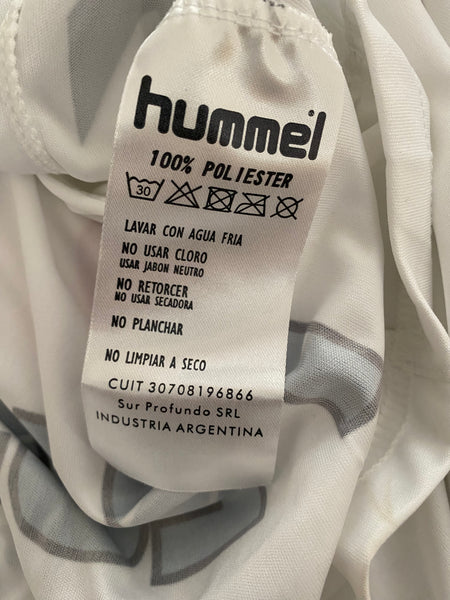 hummel
100% POLIESTER
30
LAVAR CON AGUA FRIA
NO USAR CLORO
USAR JABON NEUTRO
NO RETORCER
NO USAR SECADORA
NO PLANCHAR
NO LIMPIAR A SECO
CUIT 30708196866
Sur Profundo SRL
INDUSTRIA ARGENTINA